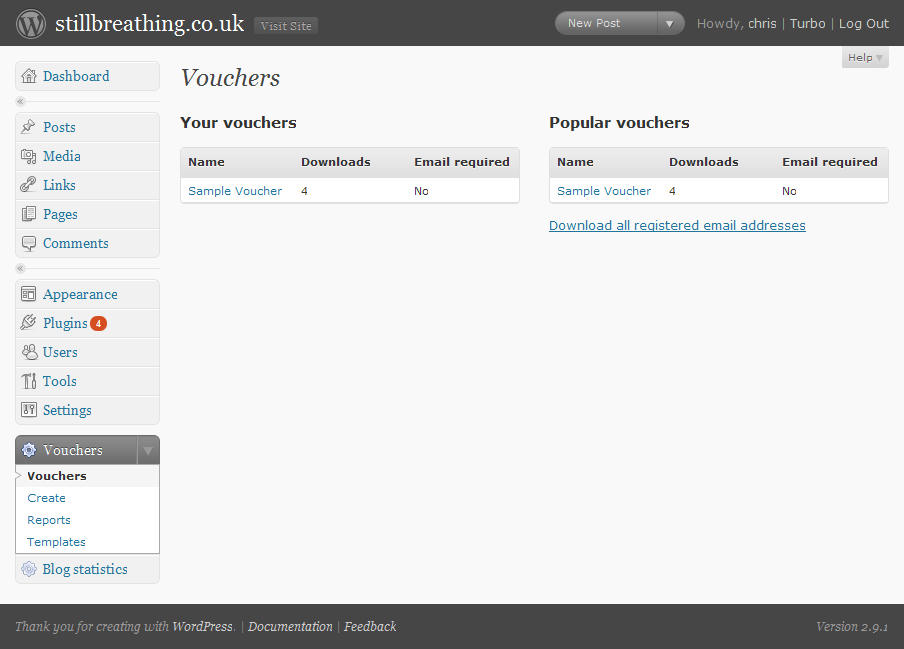 stillbreathing.co.uk Visit Site New Post ▼ Howdy, chris | Turbo | Log Out
Help ▼
Dashboard
«
Posts
Media
Links
Pages
Comments
«
Appearance
Plugins 4
Users
Tools
Settings
Vouchers ▼
Vouchers
Create
Reports
Templates
Blog statistics
Vouchers
Your vouchers
Name Downloads Email required
Sample Voucher 4 No
Popular vouchers
Name Downloads Email required
Sample Voucher 4 No
Download all registered email addresses
Thank you for creating with WordPress. | Documentation | Feedback
Version 2.9.1